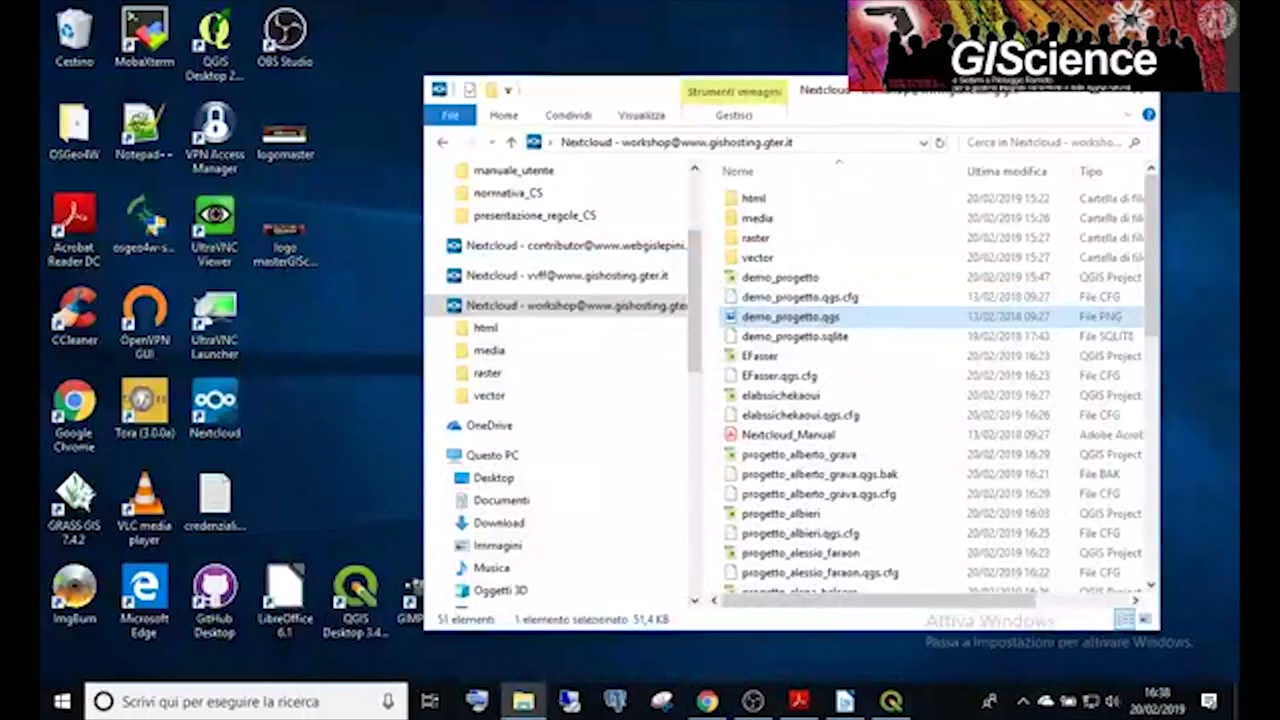 Cestino
MobaXterm
QGIS
Desktop 2...
OBS Studio
OSGeo4W
Notepad++
VPN Access
Manager
logomaster
Acrobat
Reader DC
osgeo4w-s...
UltraVNC
Viewer
logo
masterGISc...
CCleaner
OpenVPN
GUI
UltraVNC
Launcher
Google
Chrome
Tora (3.0.0a)
Nextcloud
GRASS GIS
7.4.2
VLC media
player
credenziali...
ImgBurn
Microsoft
Edge
GitHub
Desktop
LibreOffice
6.1
QGIS
Desktop 3.4...
GIScience
Strumenti immagini
Nextcloud
File
Home
Condividi
Visualizza
Gestisci
Nextcloud - workshop@www.gishosting.gter.it
Cerca in Nextcloud - worksho...
manuale_utente
normativa_CS
presentazione_regole_CS
Nextcloud - contributor@www.webgislepini.
Nextcloud - vvff@www.gishosting.gter.it
Nextcloud - workshop@www.gishosting.gter
html
media
raster
vector
OneDrive
Questo PC
Desktop
Documenti
Download
Immagini
Musica
Oggetti 3D
Nome Ultima modifica Tipo
html 20/02/2019 15:22 Cartella di file
media 20/02/2019 15:26 Cartella di file
raster 20/02/2019 15:27 Cartella di file
vector 20/02/2019 15:27 Cartella di file
demo_progetto 20/02/2019 15:47 QGIS Project
demo_progetto.qgs.cfg 13/02/2018 09:27 File CFG
demo_progetto.qgs 13/02/2018 09:27 File PNG
demo_progetto.sqlite 19/02/2018 17:43 File SQLITE
EFasser 20/02/2019 16:23 QGIS Project
EFasser.qgs.cfg 20/02/2019 16:23 File CFG
elabssichekaoui 20/02/2019 16:27 QGIS Project
elabssichekaoui.qgs.cfg 20/02/2019 16:26 File CFG
Nextcloud_Manual 13/02/2018 09:27 Adobe Acrob
progetto_alberto_grava 20/02/2019 16:29 QGIS Project
progetto_alberto_grava.qgs.bak 20/02/2019 16:21 File BAK
progetto_alberto_grava.qgs.cfg 20/02/2019 16:29 File CFG
progetto_albieri 20/02/2019 16:03 QGIS Project
progetto_albieri.qgs.cfg 20/02/2019 16:25 File CFG
progetto_alessio_faraon 20/02/2019 16:23 QGIS Project
progetto_alessio_faraon.qgs.cfg 20/02/2019 16:22 File CFG
51 elementi 1 elemento selezionato 51,4 KB
Attiva Windows
Passa a Impostazioni per attivare Windows.
Scrivi qui per eseguire la ricerca
16:38
20/02/2019